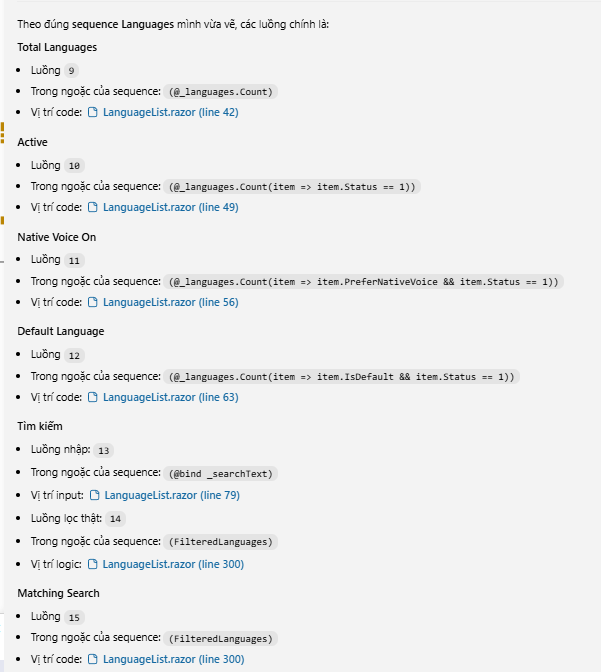 Theo đúng sequence Languages mình vừa vẽ, các luồng chính là:
Total Languages
• Luồng 9
• Trong ngoặc của sequence: (@_languages.Count)
• Vị trí code: LanguageList.razor (line 42)
Active
• Luồng 10
• Trong ngoặc của sequence: (@_languages.Count(item => item.Status == 1))
• Vị trí code: LanguageList.razor (line 49)
Native Voice On
• Luồng 11
• Trong ngoặc của sequence: (@_languages.Count(item => item.PreferNativeVoice && item.Status == 1))
• Vị trí code: LanguageList.razor (line 56)
Default Language
• Luồng 12
• Trong ngoặc của sequence: (@_languages.Count(item => item.IsDefault && item.Status == 1))
• Vị trí code: LanguageList.razor (line 63)
Tìm kiếm
• Luồng nhập: 13
• Trong ngoặc của sequence: (@bind _searchText)
• Vị trí input: LanguageList.razor (line 79)
• Luồng lọc thật: 14
• Trong ngoặc của sequence: (FilteredLanguages)
• Vị trí logic: LanguageList.razor (line 300)
Matching Search
• Luồng 15
• Trong ngoặc của sequence: (FilteredLanguages)
• Vị trí code: LanguageList.razor (line 300)